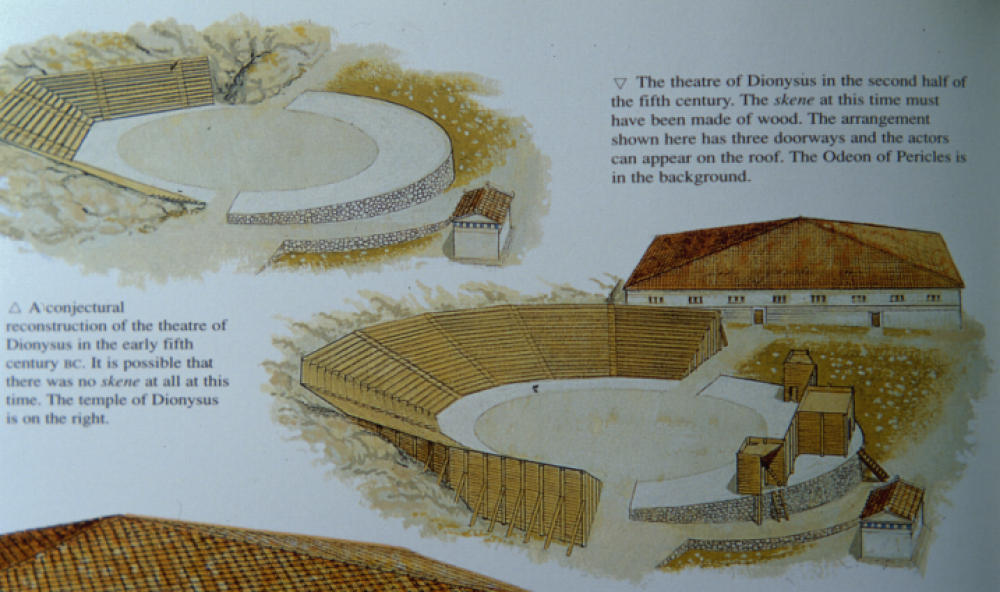 ▽ The theatre of Dionysus in the second half of
the fifth century. The skene at this time must
have been made of wood. The arrangement
shown here has three doorways and the actors
can appear on the roof. The Odeon of Pericles is
in the background.
△ A conjectural
reconstruction of the theatre of
Dionysus in the early fifth
century BC. It is possible that
there was no skene at all at this
time. The temple of Dionysus
is on the right.